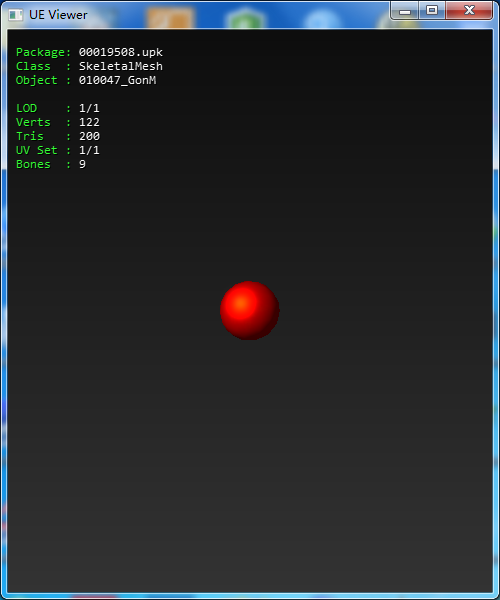 UE Viewer
Package: 00019508.upk
Class : SkeletalMesh
Object : 010047_GonM
LOD : 1/1
Verts : 122
Tris : 200
UV Set : 1/1
Bones : 9